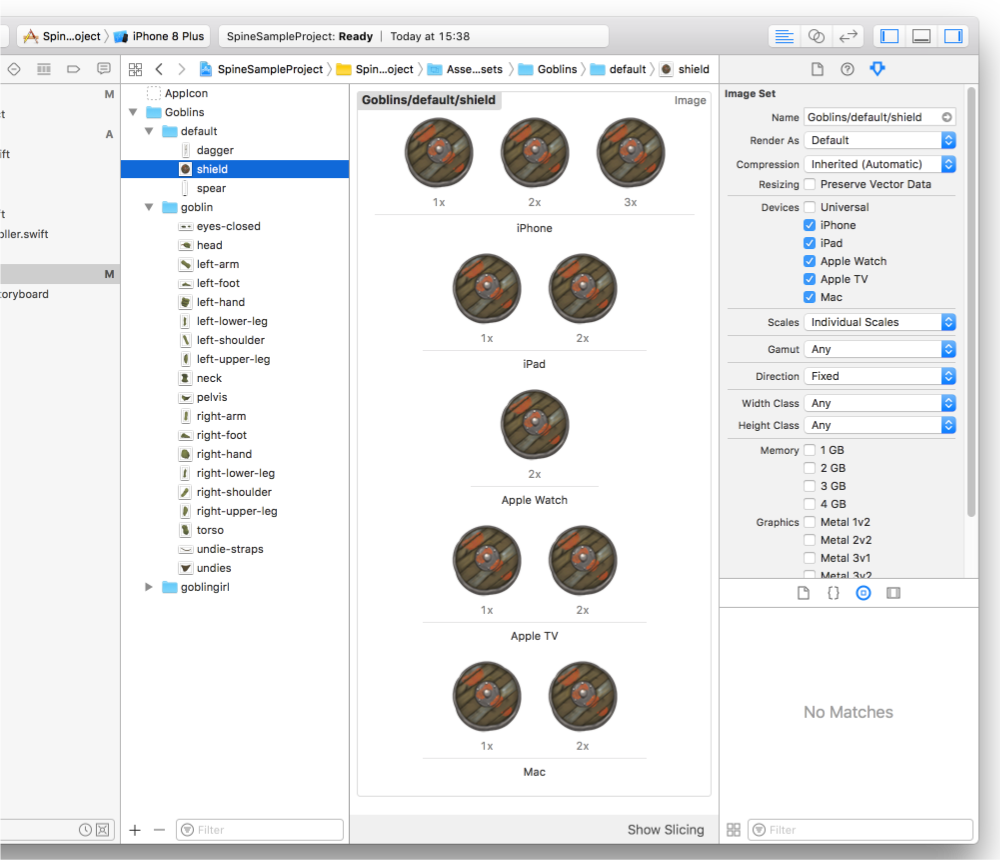 Spin...oject iPhone 8 Plus SpineSampleProject: Ready | Today at 15:38
SpineSampleProject Spin...oject Asse...sets Goblins default shield
M
ct
A
ift
ft
oller.swift
M
toryboard
AppIcon
Goblins
default
dagger
shield
spear
goblin
eyes-closed
head
left-arm
left-foot
left-hand
left-lower-leg
left-shoulder
left-upper-leg
neck
pelvis
right-arm
right-foot
right-hand
right-lower-leg
right-shoulder
right-upper-leg
torso
undie-straps
undies
goblingirl
Filter
Goblins/default/shield Image
1x 2x 3x
iPhone
1x 2x
iPad
2x
Apple Watch
1x 2x
Apple TV
1x 2x
Mac
Show Slicing
Image Set
Name Goblins/default/shield
Render As Default
Compression Inherited (Automatic)
Resizing Preserve Vector Data
Devices Universal
iPhone
iPad
Apple Watch
Apple TV
Mac
Scales Individual Scales
Gamut Any
Direction Fixed
Width Class Any
Height Class Any
Memory 1 GB
2 GB
3 GB
4 GB
Graphics Metal 1v2
Metal 2v2
Metal 3v1
Metal 3v2
{}
No Matches
Filter